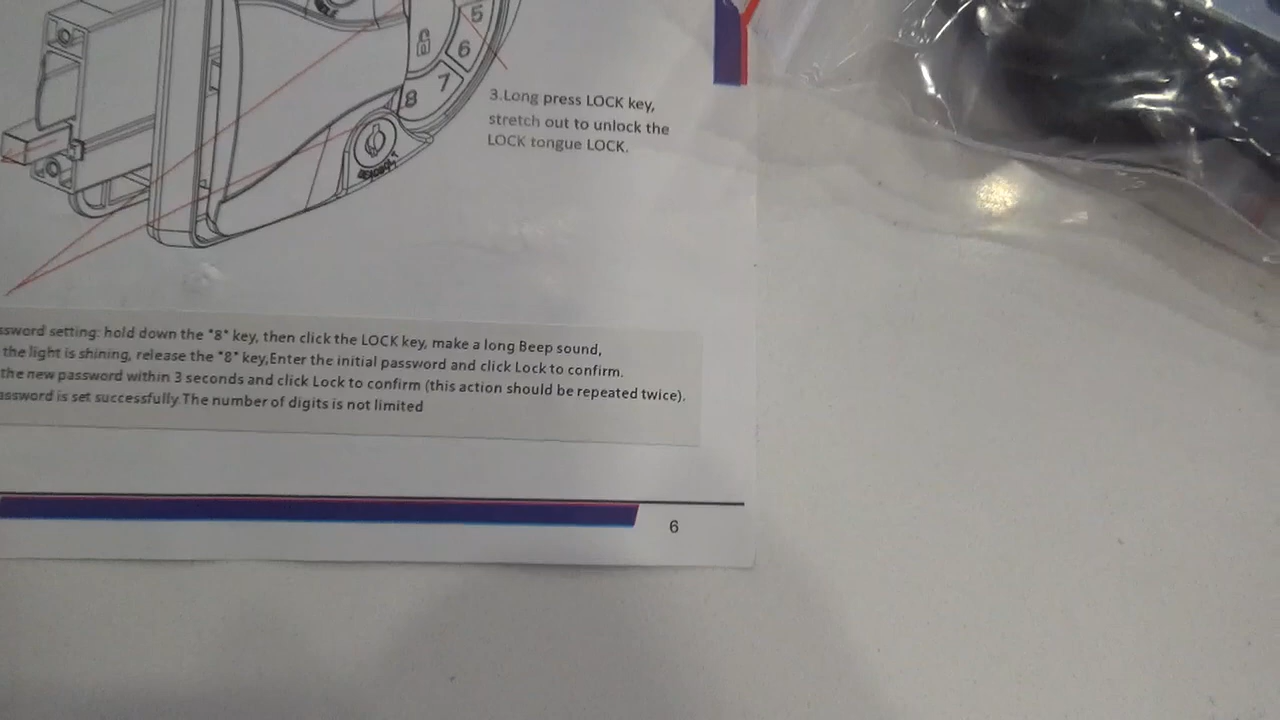 5
6
7
8
3.Long press LOCK key,
stretch out to unlock the
LOCK tongue LOCK.
ssword setting: hold down the "8" key, then click the LOCK key, make a long Beep sound,
the light is shining, release the "8" key,Enter the initial password and click Lock to confirm.
the new password within 3 seconds and click Lock to confirm (this action should be repeated twice).
assword is set successfully.The number of digits is not limited
6